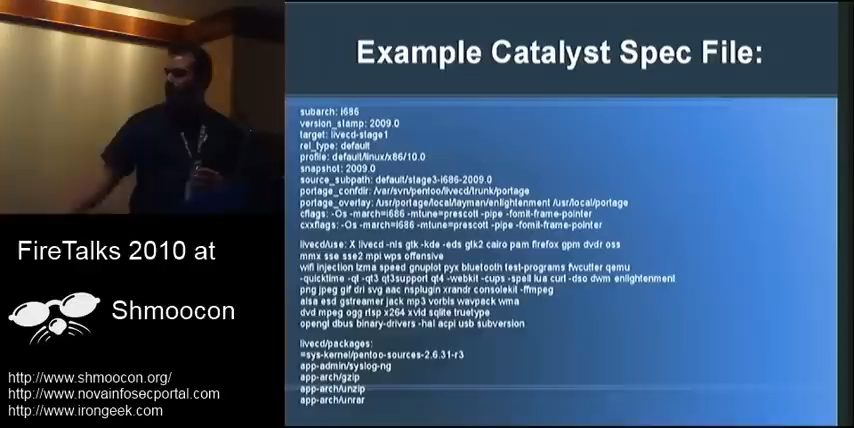 Example Catalyst Spec File:
subarch: i686
version_stamp: 2009.0
target: livecd-stage1
rel_type: default
profile: default/linux/x86/10.0
snapshot: 2009.0
source_subpath: default/stage3-i686-2009.0
portage_confdir: /var/svn/pentoo/livecd/trunk/portage
portage_overlay: /usr/portage/local/layman/enlightenment /usr/local/portage
cflags: -Os -march=i686 -mtune=prescott -pipe -fomit-frame-pointer
cxxflags: -Os -march=i686 -mtune=prescott -pipe -fomit-frame-pointer
livecd/use: X livecd -nls gtk -kde -eds gtk2 cairo pam firefox gpm dvdr oss
mmx sse sse2 mpi wps offensive
wifi injection lzma speed gnuplot pyx bluetooth test-programs fwcutter qemu
-quicktime -qt -qt3 qt3support qt4 -webkit -cups -spell lua curl -dso dwm enlightenment
png jpeg gif dri svg aac nsplugin xrandr consolekit -ffmpeg
alsa esd gstreamer jack mp3 vorbis wavpack wma
dvd mpeg ogg rtsp x264 xvid sqlite truetype
opengl dbus binary-drivers -hal acpi usb subversion
livecd/packages:
=sys-kernel/pentoo-sources-2.6.31-r3
app-admin/syslog-ng
app-arch/gzip
app-arch/unzip
app-arch/unrar
FireTalks 2010 at
Shmoocon
http://www.shmoocon.org/
http://www.novainfosecportal.com
http://www.irongeek.com